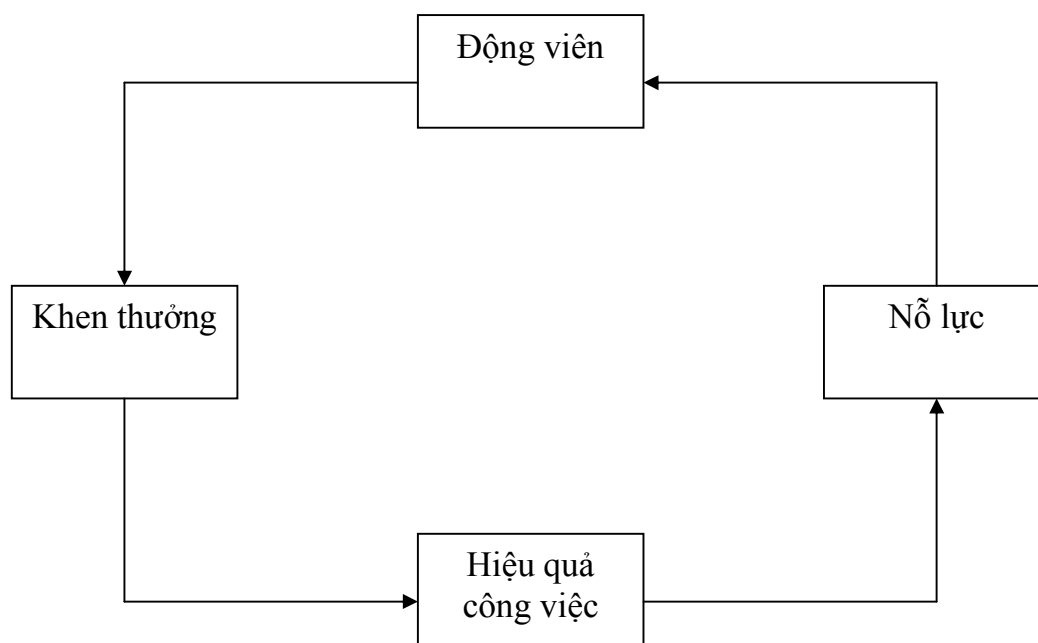 Động viên
Khen thưởng
Nỗ lực
Hiệu quả
công việc